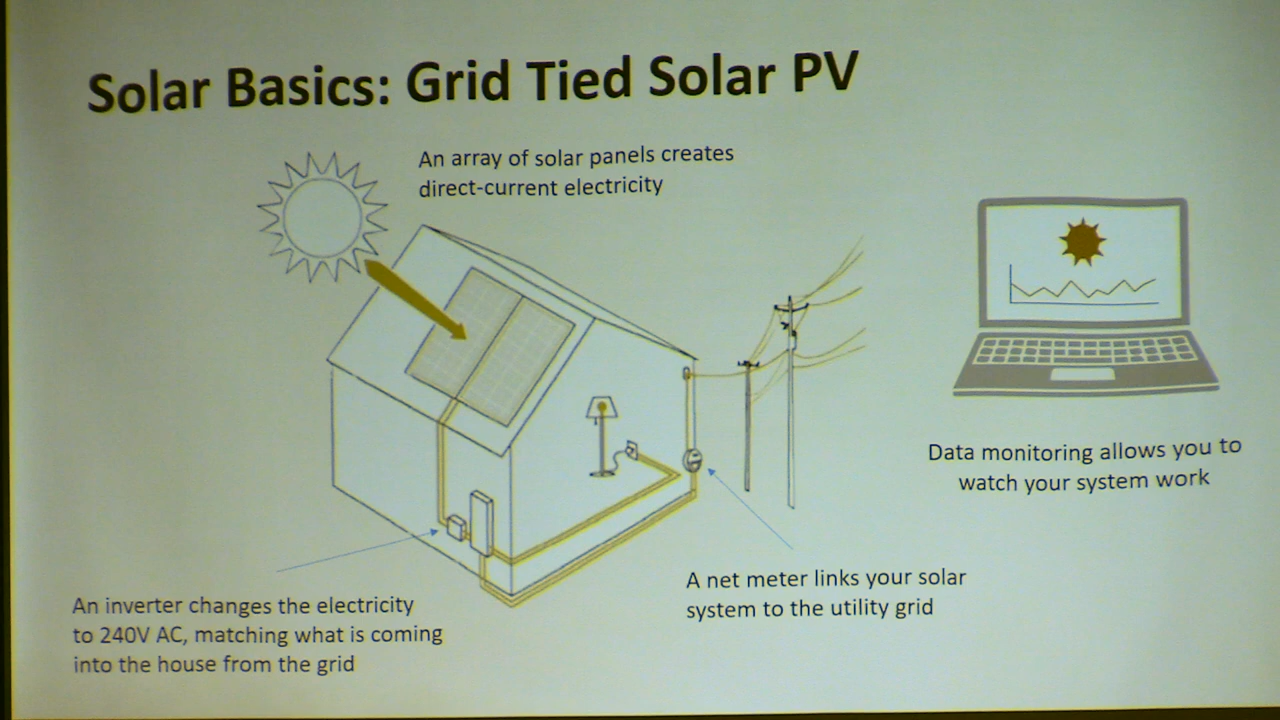 Solar Basics: Grid Tied Solar PV
An array of solar panels creates
direct-current electricity
Data monitoring allows you to
watch your system work
A net meter links your solar
system to the utility grid
An inverter changes the electricity
to 240V AC, matching what is coming
into the house from the grid